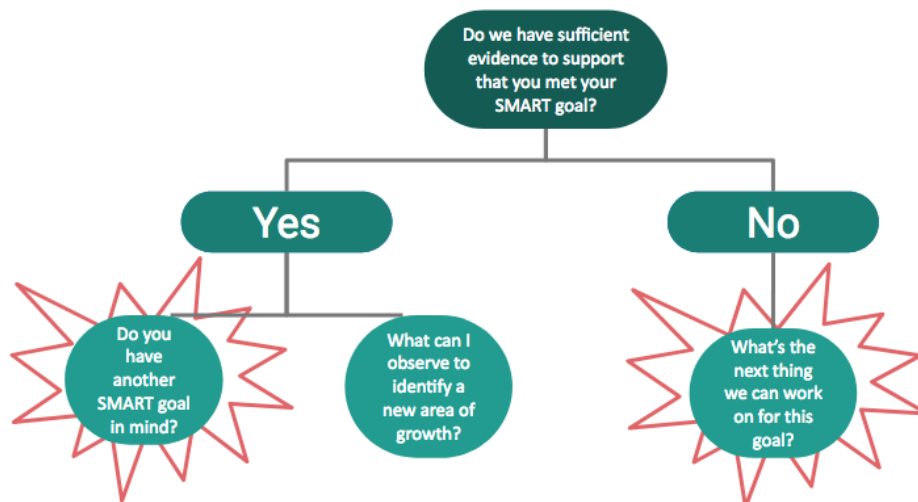 Do we have sufficient
evidence to support
that you met your
SMART goal?
Yes
No
Do you
have
another
SMART goal
in mind?
What can I
observe to
identify a
new area of
growth?
What's the
next thing
we can work
on for this
goal?